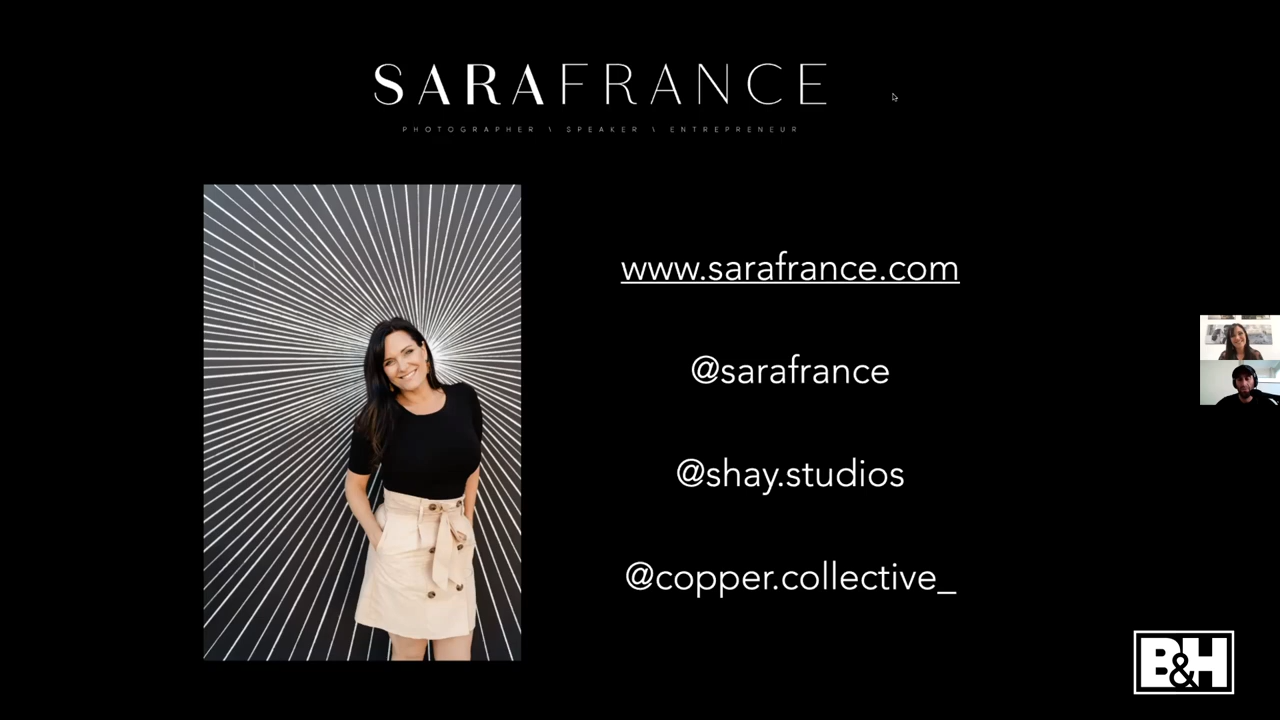 SARAFRANCE
PHOTOGRAPHER \ SPEAKER \ ENTREPRENEUR
www.sarafrance.com
@sarafrance
@shay.studios
@copper.collective_
B&H